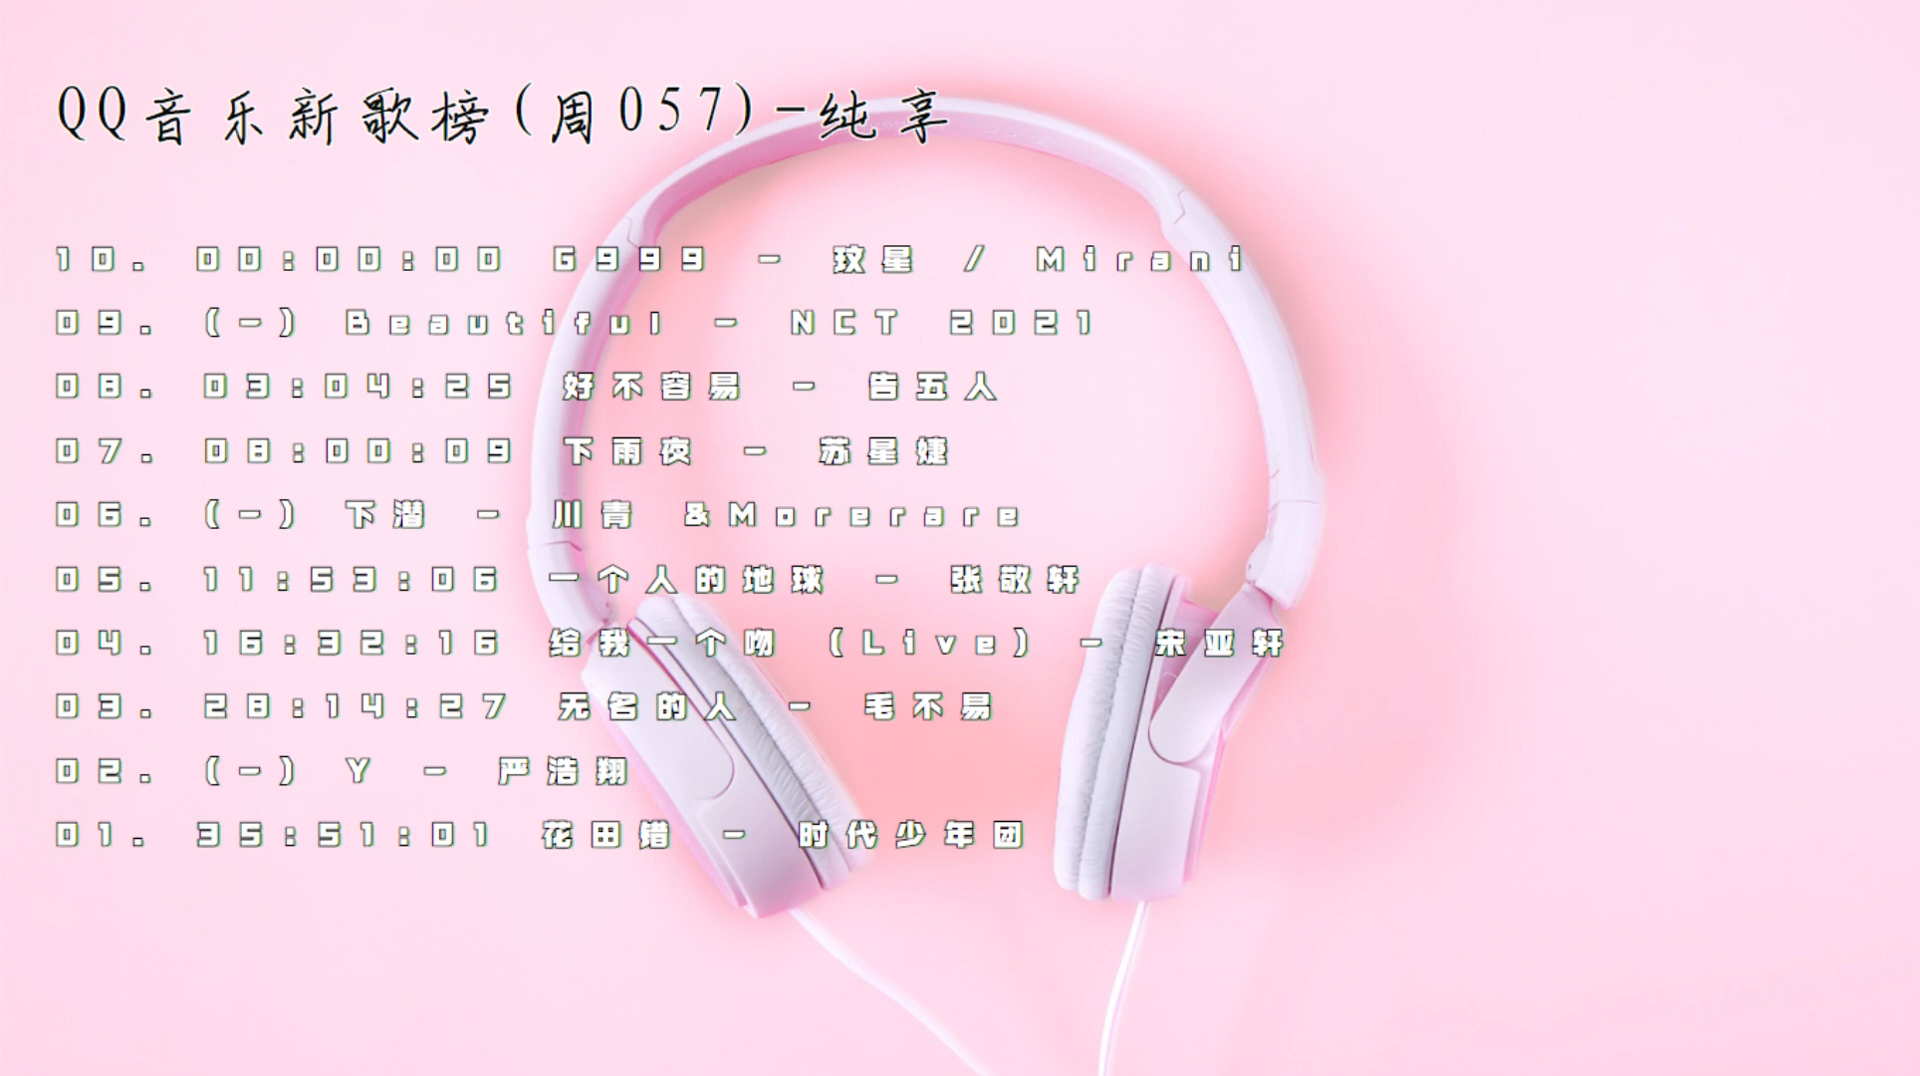 QQ音乐新歌榜(周057)-纯享
10. 00:00:00 G999 - 玟星 / Mirani
09. (-) Beautiful - NCT 2021
08. 03:04:25 好不容易 - 告五人
07. 08:00:09 下雨夜 - 苏星婕
06. (-) 下潜 - 川青 &Morerare
05. 11:53:06 一个人的地球 - 张敬轩
04. 16:32:16 给我一个吻 (Live) - 宋亚轩
03. 28:14:27 无名的人 - 毛不易
02. (-) Y - 严浩翔
01. 35:51:01 花田错 - 时代少年团